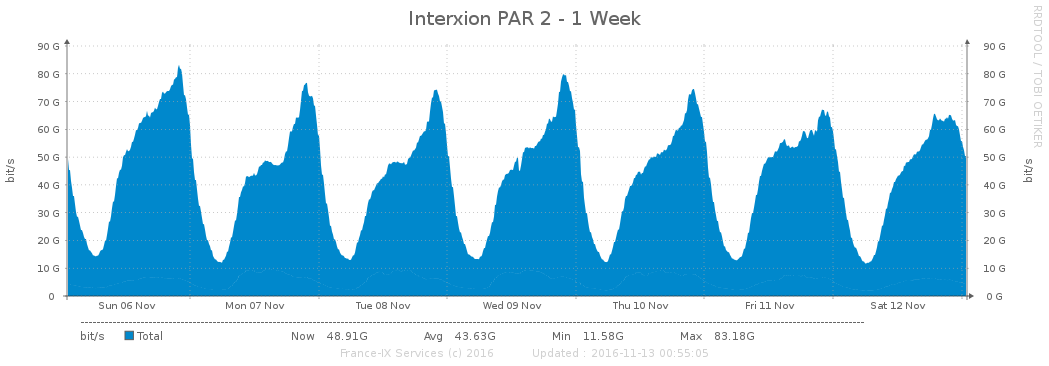 Interxion PAR 2 - 1 Week
RRDTOOL / TOBI OETIKER
bit/s
90 G 90 G
80 G 80 G
70 G 70 G
60 G 60 G
50 G 50 G
40 G 40 G
30 G 30 G
20 G 20 G
10 G 10 G
0 0 G
bit/s
Sun 06 Nov Mon 07 Nov Tue 08 Nov Wed 09 Nov Thu 10 Nov Fri 11 Nov Sat 12 Nov
bit/s Total Now 48.91G Avg 43.63G Min 11.58G Max 83.18G
France-IX Services (c) 2016 Updated : 2016-11-13 00:55:05